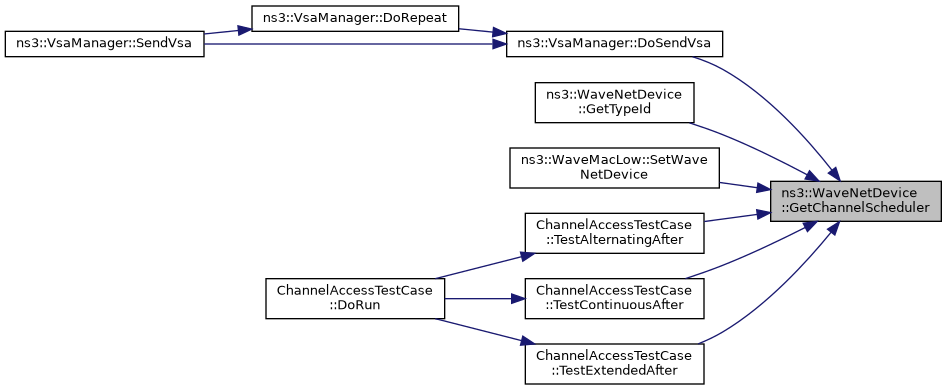 ns3::VsaManager::DoRepeat
ns3::VsaManager::SendVsa
ns3::VsaManager::DoSendVsa
ns3::WaveNetDevice
::GetTypeId
ns3::WaveMacLow::SetWave
NetDevice
ns3::WaveNetDevice
::GetChannelScheduler
ChannelAccessTestCase
::TestAlternatingAfter
ChannelAccessTestCase
::DoRun
ChannelAccessTestCase
::TestContinuousAfter
ChannelAccessTestCase
::TestExtendedAfter